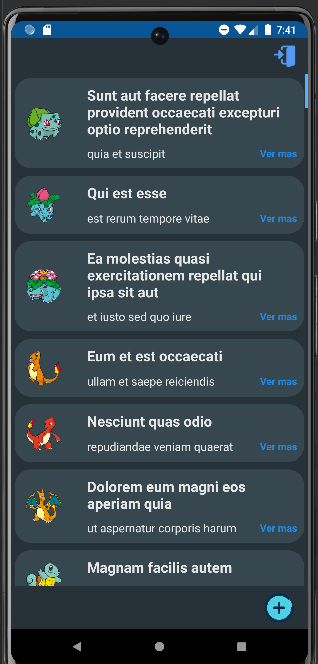 7:41
Sunt aut facere repellat
provident occaecati excepturi
optio reprehenderit
quia et suscipit
Ver mas
Qui est esse
est rerum tempore vitae
Ver mas
Ea molestias quasi
exercitationem repellat qui
ipsa sit aut
et iusto sed quo iure
Ver mas
Eum et est occaecati
ullam et saepe reiciendis
Ver mas
Nesciunt quas odio
repudiandae veniam quaerat
Ver mas
Dolorem eum magni eos
aperiam quia
ut aspernatur corporis harum
Ver mas
Magnam facilis autem